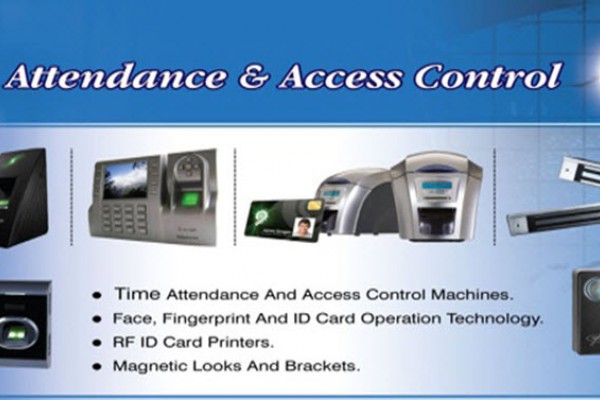 Attendance & Access Control
Time Attendance And Access Control Machines.
Face, Fingerprint And ID Card Operation Technology.
RF ID Card Printers.
Magnetic Looks And Brackets.